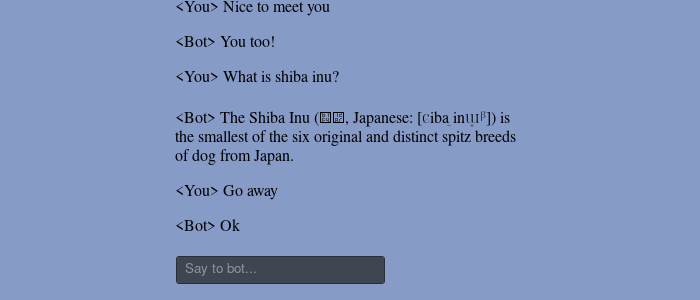 <You> Nice to meet you
<Bot> You too!
<You> What is shiba inu?
<Bot> The Shiba Inu ( , Japanese: [ɕiba inɯ̥ᵝ]) is
the smallest of the six original and distinct spitz breeds
of dog from Japan.
<You> Go away
<Bot> Ok
Say to bot...